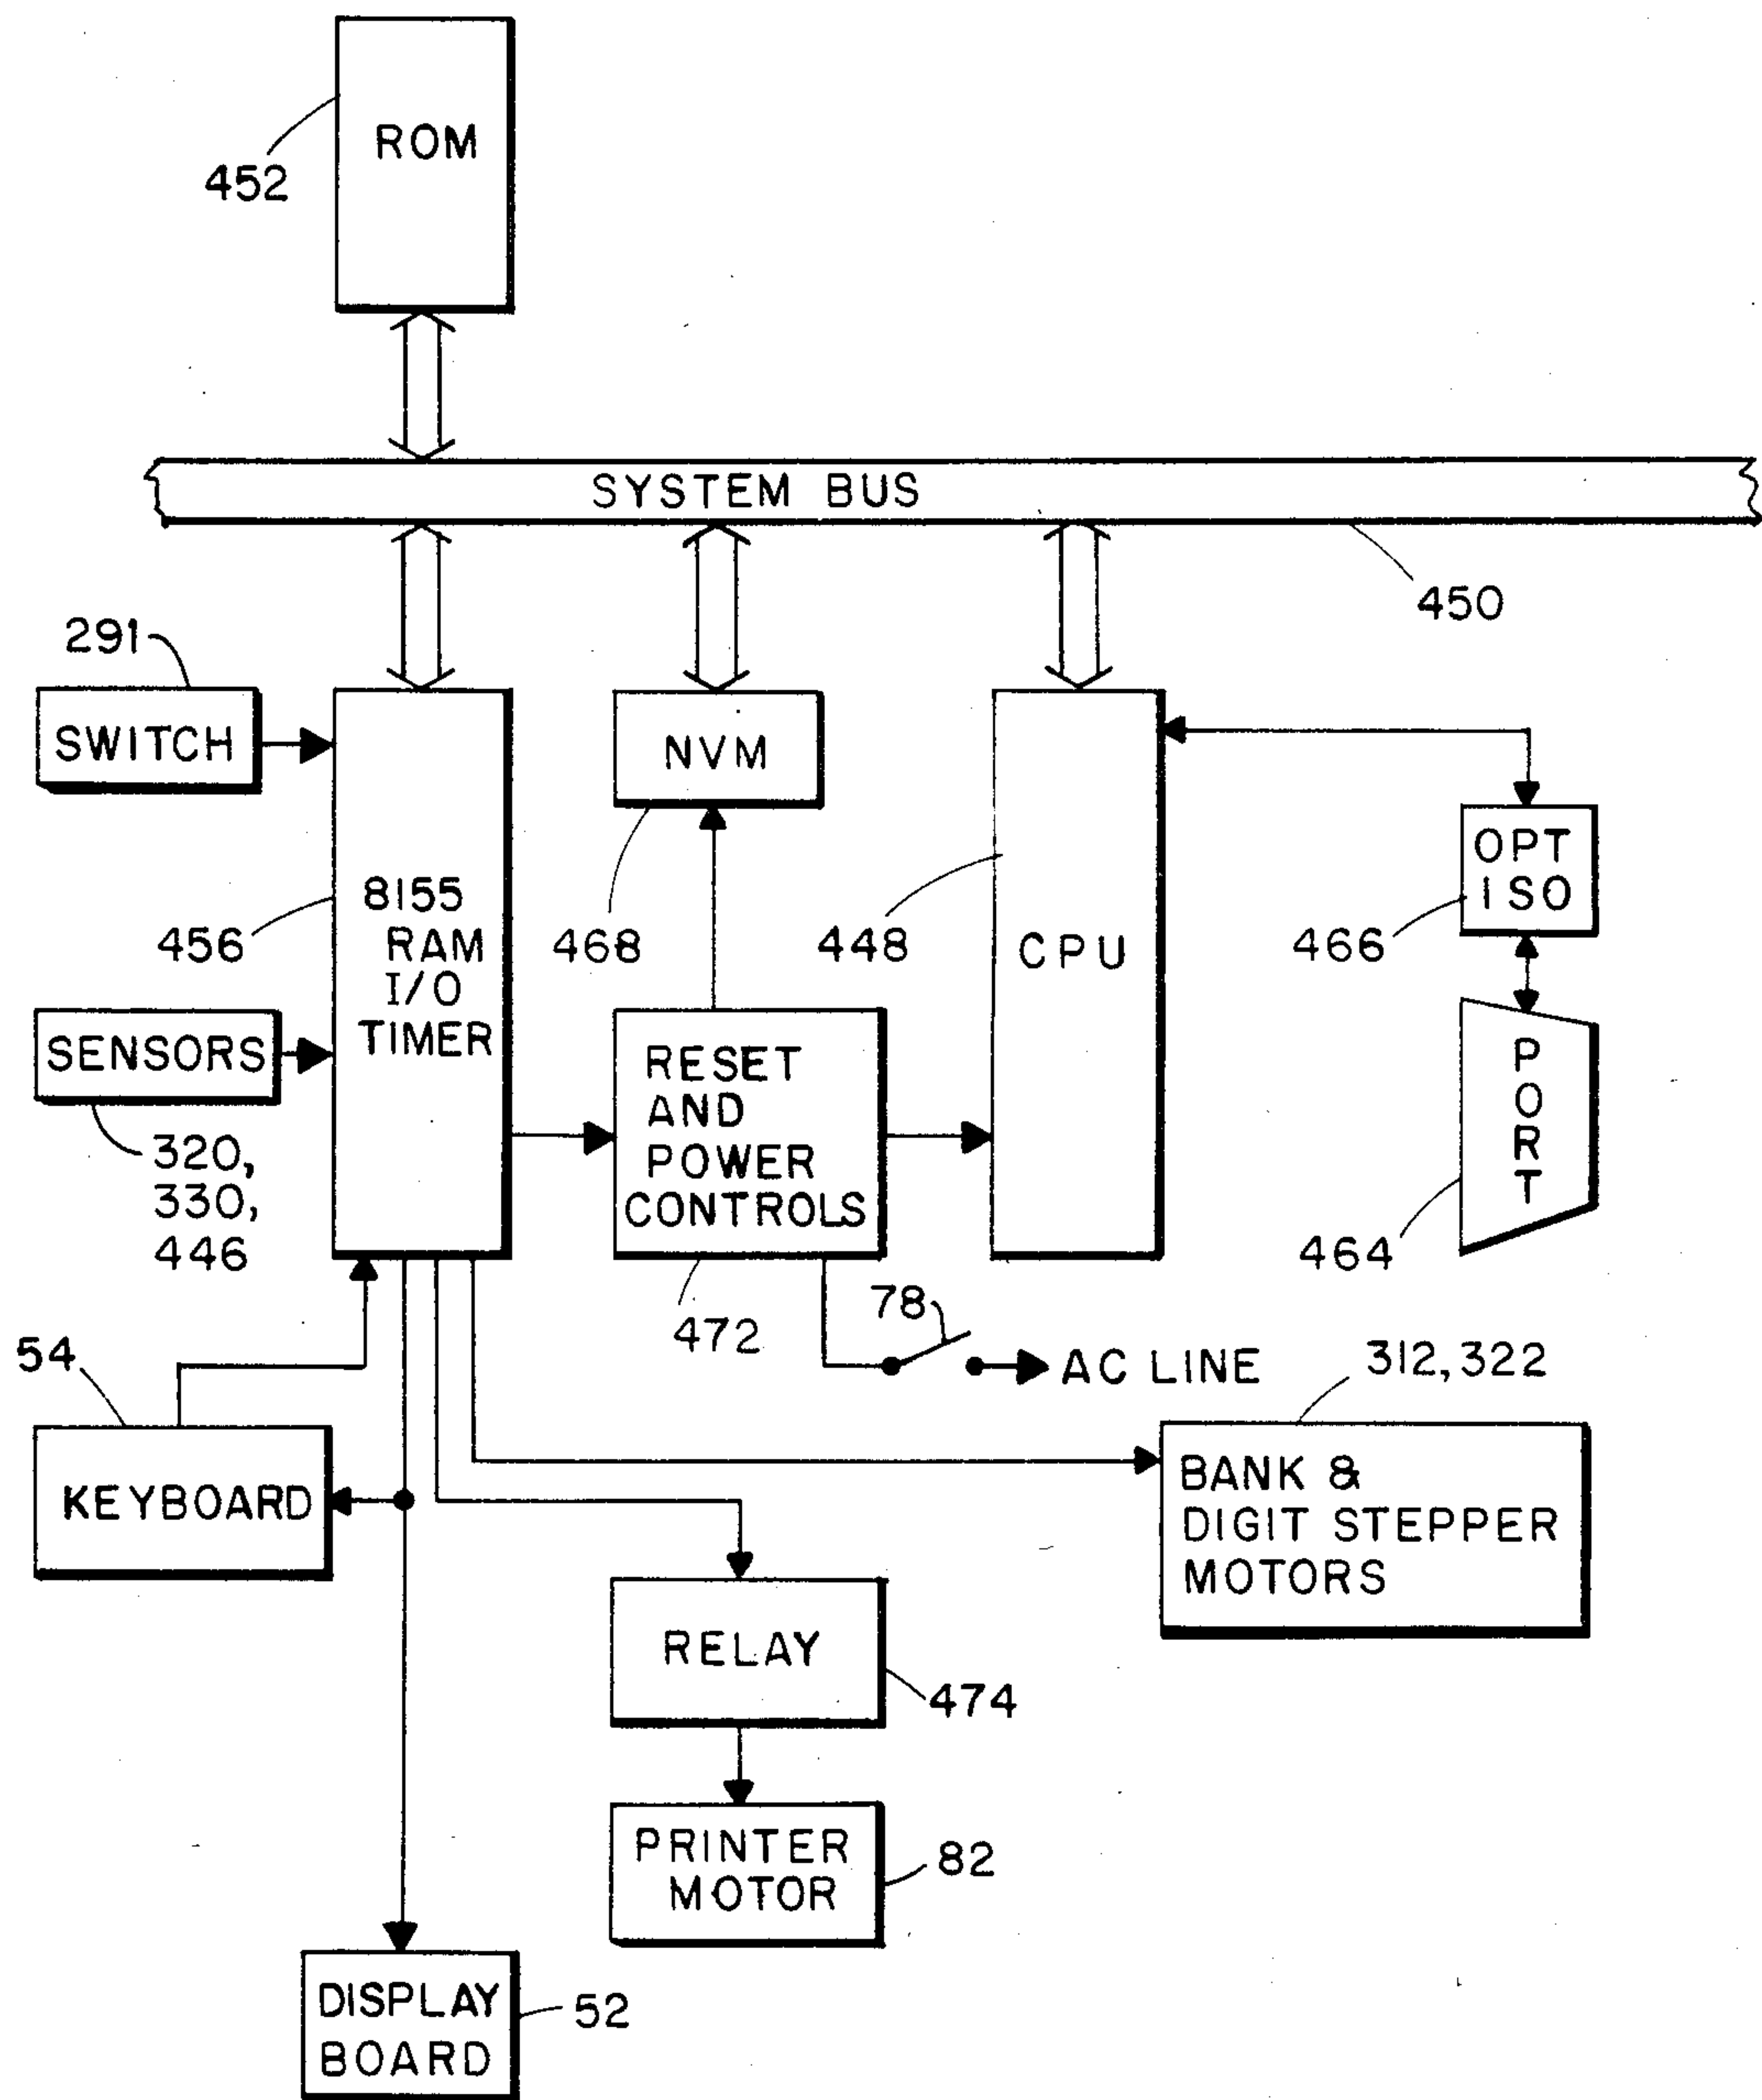 ROM
452
SYSTEM BUS
450
291
SWITCH
NVM
8155
RAM
I/O
TIMER
456
468
448
CPU
OPT
ISO
466
SENSORS
320,
330,
446
RESET
AND
POWER
CONTROLS
472
PORT
464
78
AC LINE
54
KEYBOARD
312, 322
BANK &
DIGIT STEPPER
MOTORS
RELAY
474
PRINTER
MOTOR
82
DISPLAY
BOARD
52